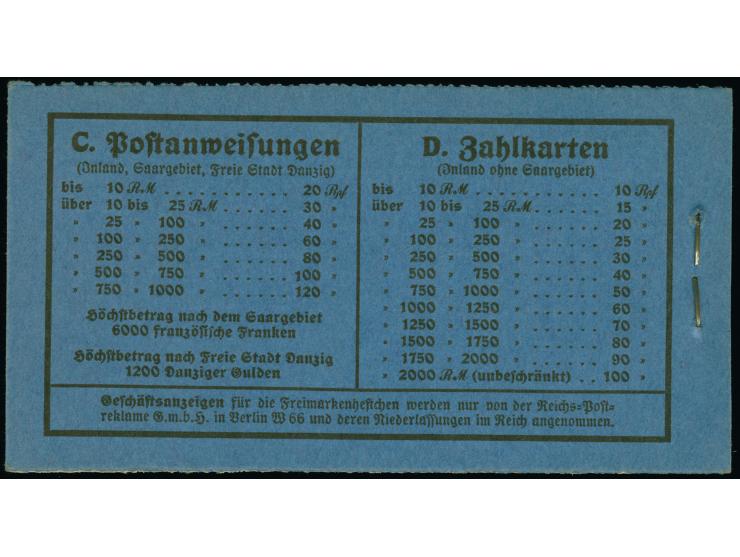 C. Postanweisungen
(Inland, Saargebiet, Freie Stadt Danzig)
bis 10 RM . . . . . . . . . . 20 Rpf
über 10 bis 25 RM . . . . . . 30 "
" 25 " 100 " . . . . . . 40 "
" 100 " 250 " . . . . . . 60 "
" 250 " 500 " . . . . . . 80 "
" 500 " 750 " . . . . . . 100 "
" 750 " 1000 " . . . . . . 120 "
Höchstbetrag nach dem Saargebiet
6000 französische Franken
Höchstbetrag nach Freie Stadt Danzig
1200 Danziger Gulden
D. Zahlkarten
(Inland ohne Saargebiet)
bis 10 RM . . . . . . . . . . 10 Rpf
über 10 bis 25 RM . . . . . . 15 "
" 25 " 100 " . . . . . . 20 "
" 100 " 250 " . . . . . . 25 "
" 250 " 500 " . . . . . . 30 "
" 500 " 750 " . . . . . . 40 "
" 750 " 1000 " . . . . . . 50 "
" 1000 " 1250 " . . . . . . 60 "
" 1250 " 1500 " . . . . . . 70 "
" 1500 " 1750 " . . . . . . 80 "
" 1750 " 2000 " . . . . . . 90 "
" 2000 RM (unbeschränkt) . . 100 "
Geschäftsanzeigen für die Freimarkenheftchen werden nur von der Reichs-Post-
reklame G.m.b.H. in Berlin W 66 und deren Niederlassungen im Reich angenommen.